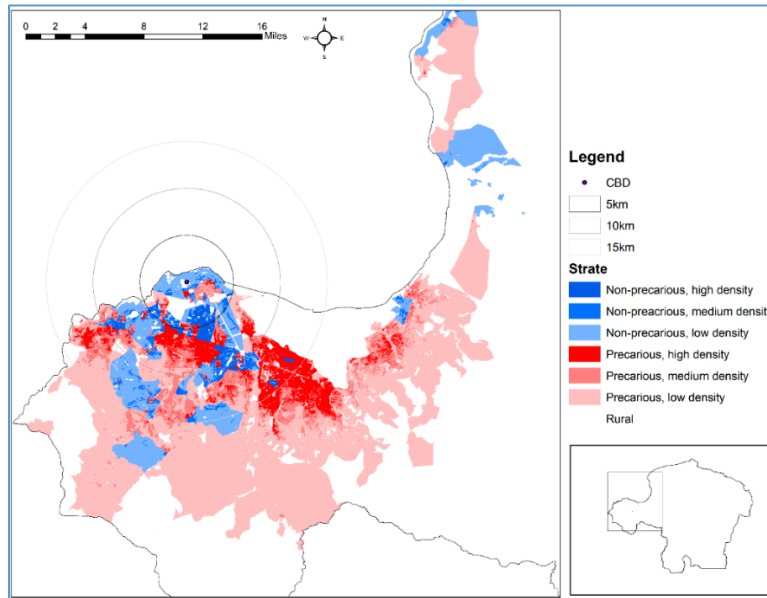 0 2 4 8 12 16
Miles
N
W E
S
Legend
CBD
5km
10km
15km
Strate
Non-precarious, high density
Non-preacrious, medium densit
Non-precarious, low density
Precarious, high density
Precarious, medium density
Precarious, low density
Rural